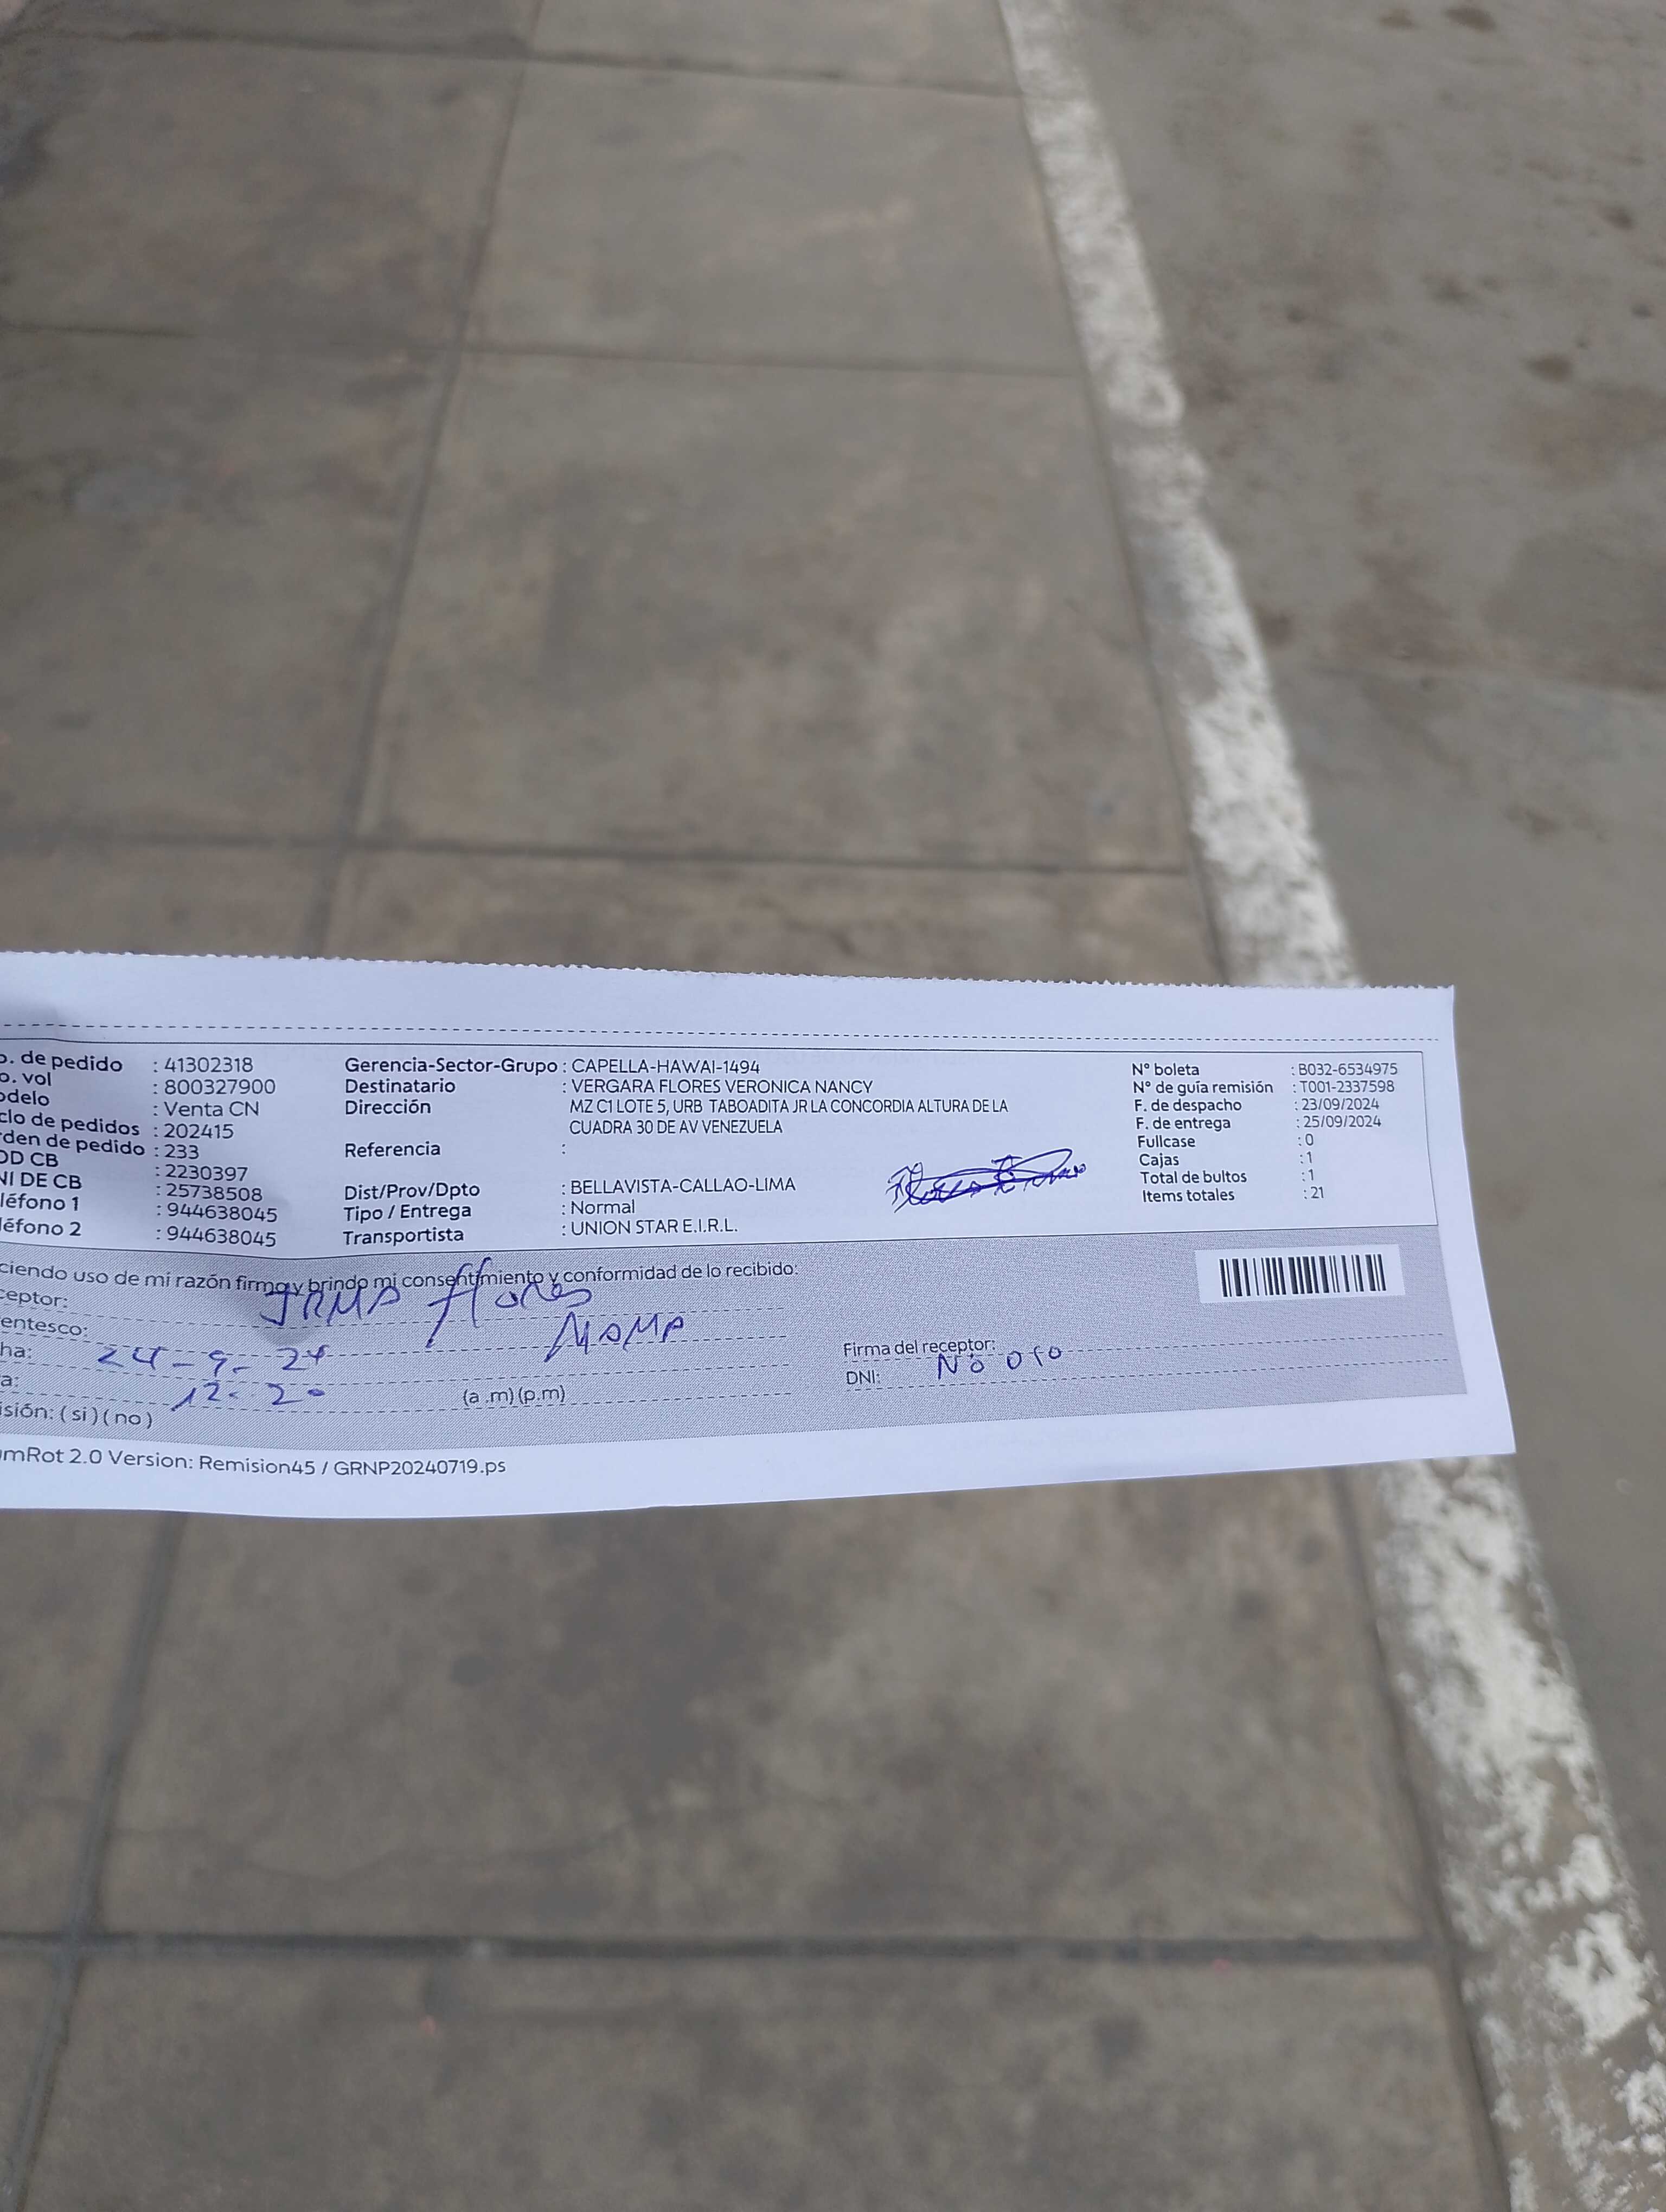 o. de pedido : 41302318
o. vol : 800327900
odelo : Venta CN
clo de pedidos : 202415
den de pedido : 233
OD CB : 2230397
NI DE CB : 25738508
léfono 1 : 944638045
léfono 2 : 944638045
Gerencia-Sector-Grupo : CAPELLA-HAWAI-1494
Destinatario : VERGARA FLORES VERONICA NANCY
Dirección MZ C1 LOTE 5, URB TABOADITA JR LA CONCORDIA ALTURA DE LA
CUADRA 30 DE AV VENEZUELA
Referencia :
Dist/Prov/Dpto : BELLAVISTA-CALLAO-LIMA
Tipo / Entrega : Normal
Transportista : UNION STAR E.I.R.L.
N° boleta : B032-6534975
N° de guía remisión : T001-2337598
F. de despacho : 23/09/2024
F. de entrega : 25/09/2024
Fullcase : 0
Cajas : 1
Total de bultos : 1
Items totales : 21
ciendo uso de mi razón firmo y brindo mi consentimiento y conformidad de lo recibido:
ceptor: IRMA Flores
entesco: MAMA
ha: 24-9-24
a: 12:20 (a .m) (p.m)
isión: ( si ) ( no )
Firma del receptor:
DNI: No DIO
mRot 2.0 Version: Remision45 / GRNP20240719.ps